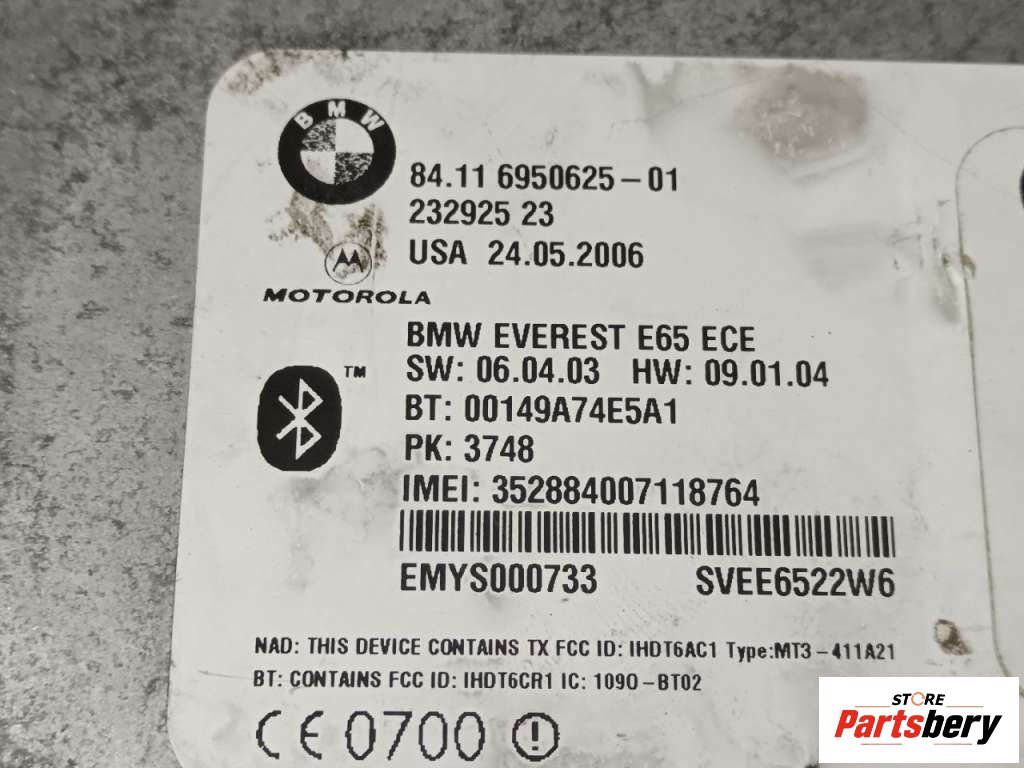 BMW
84.11 6950625-01
232925 23
USA 24.05.2006
MOTOROLA
BMW EVEREST E65 ECE
SW: 06.04.03 HW: 09.01.04
TM
BT: 00149A74E5A1
PK: 3748
IMEI: 352884007118764
EMYS000733 SVEE6522W6
NAD: THIS DEVICE CONTAINS TX FCC ID: IHDT6AC1 Type:MT3-411A21
BT: CONTAINS FCC ID: IHDT6CR1 IC: 1090-BT02
CE 0700 !
STORE
Partsbery